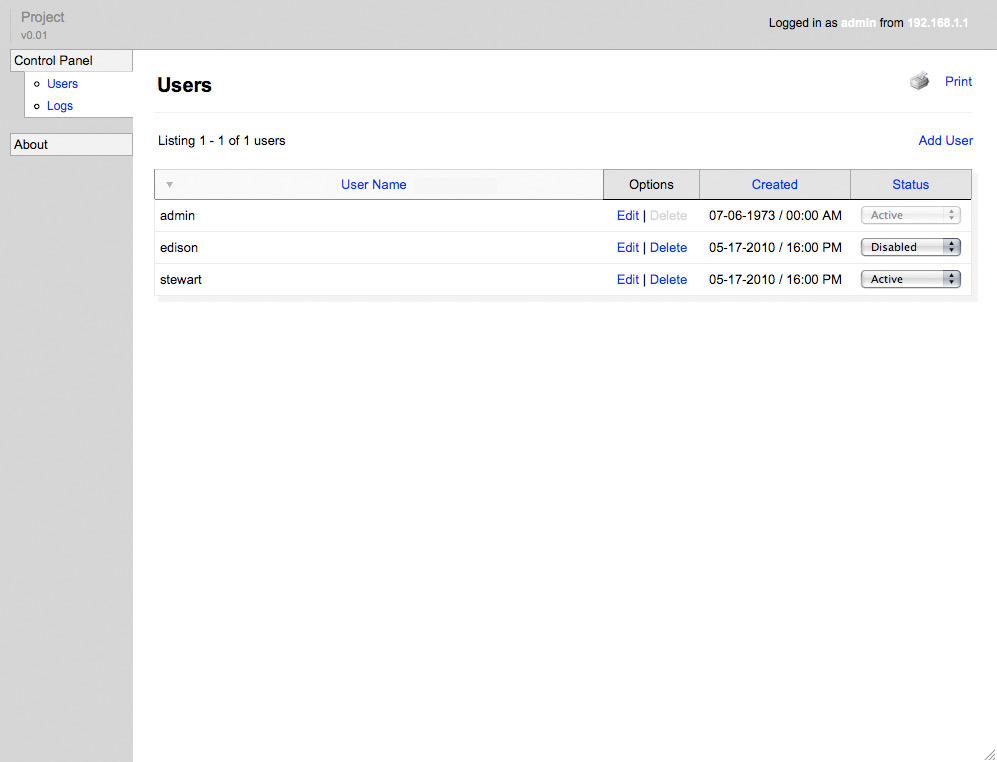 Project
v0.01
Logged in as admin from 192.168.1.1
Control Panel
Users
Logs
About
Users
Print
Listing 1 - 1 of 1 users
Add User
User Name Options Created Status
admin Edit | Delete 07-06-1973 / 00:00 AM Active
edison Edit | Delete 05-17-2010 / 16:00 PM Disabled
stewart Edit | Delete 05-17-2010 / 16:00 PM Active